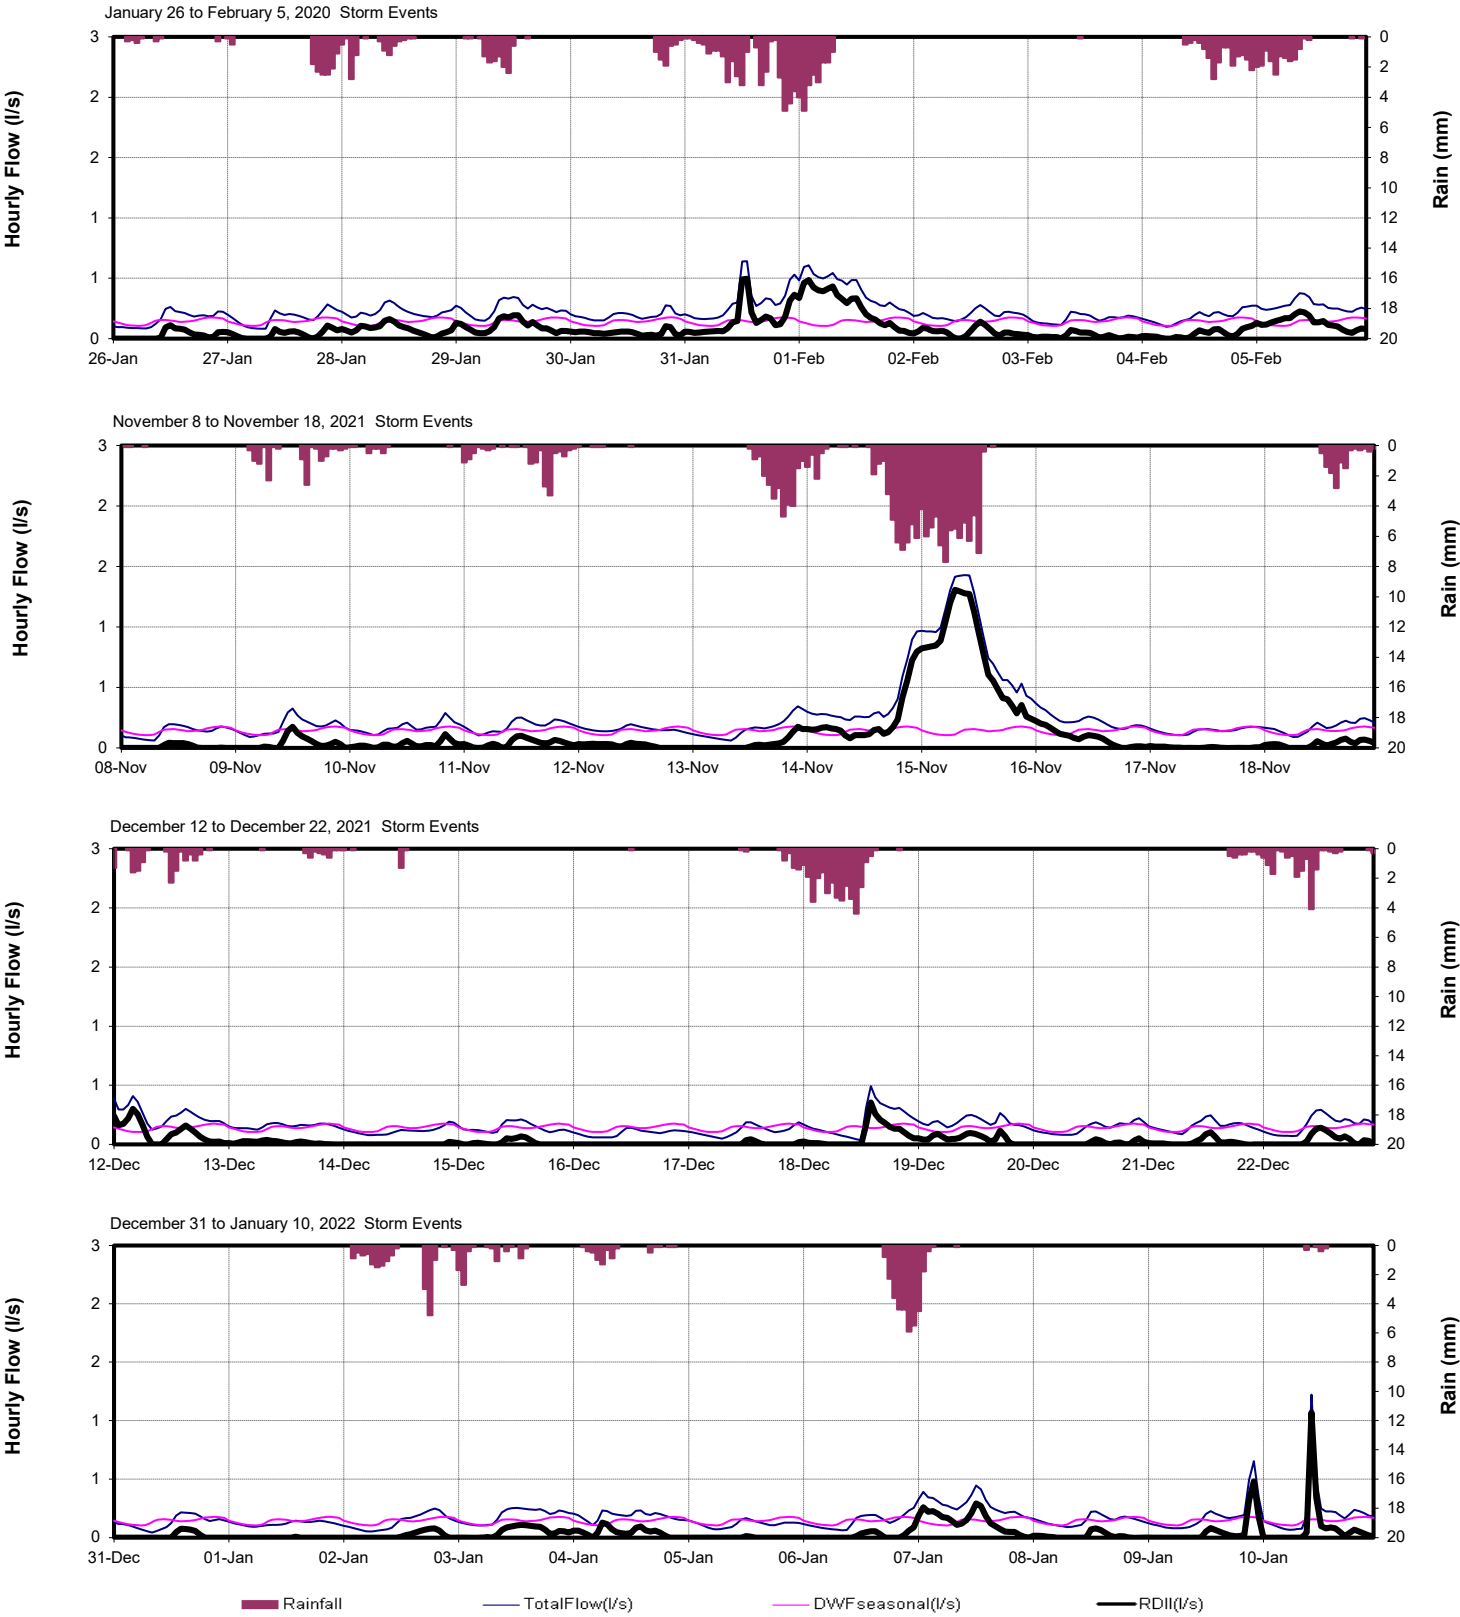 January 26 to February 5, 2020  Storm Events
3 2 2 1 1 0
0 2 4 6 8 10 12 14 16 18 20
Hourly Flow (l/s)
Rain (mm)
26-Jan 27-Jan 28-Jan 29-Jan 30-Jan 31-Jan 01-Feb 02-Feb 03-Feb 04-Feb 05-Feb
November 8 to November 18, 2021  Storm Events
3 2 2 1 1 0
0 2 4 6 8 10 12 14 16 18 20
Hourly Flow (l/s)
Rain (mm)
08-Nov 09-Nov 10-Nov 11-Nov 12-Nov 13-Nov 14-Nov 15-Nov 16-Nov 17-Nov 18-Nov
December 12 to December 22, 2021  Storm Events
3 2 2 1 1 0
0 2 4 6 8 10 12 14 16 18 20
Hourly Flow (l/s)
Rain (mm)
12-Dec 13-Dec 14-Dec 15-Dec 16-Dec 17-Dec 18-Dec 19-Dec 20-Dec 21-Dec 22-Dec
December 31 to January 10, 2022  Storm Events
3 2 2 1 1 0
0 2 4 6 8 10 12 14 16 18 20
Hourly Flow (l/s)
Rain (mm)
31-Dec 01-Jan 02-Jan 03-Jan 04-Jan 05-Jan 06-Jan 07-Jan 08-Jan 09-Jan 10-Jan
Rainfall TotalFlow(l/s) DWFseasonal(l/s) RDII(l/s)